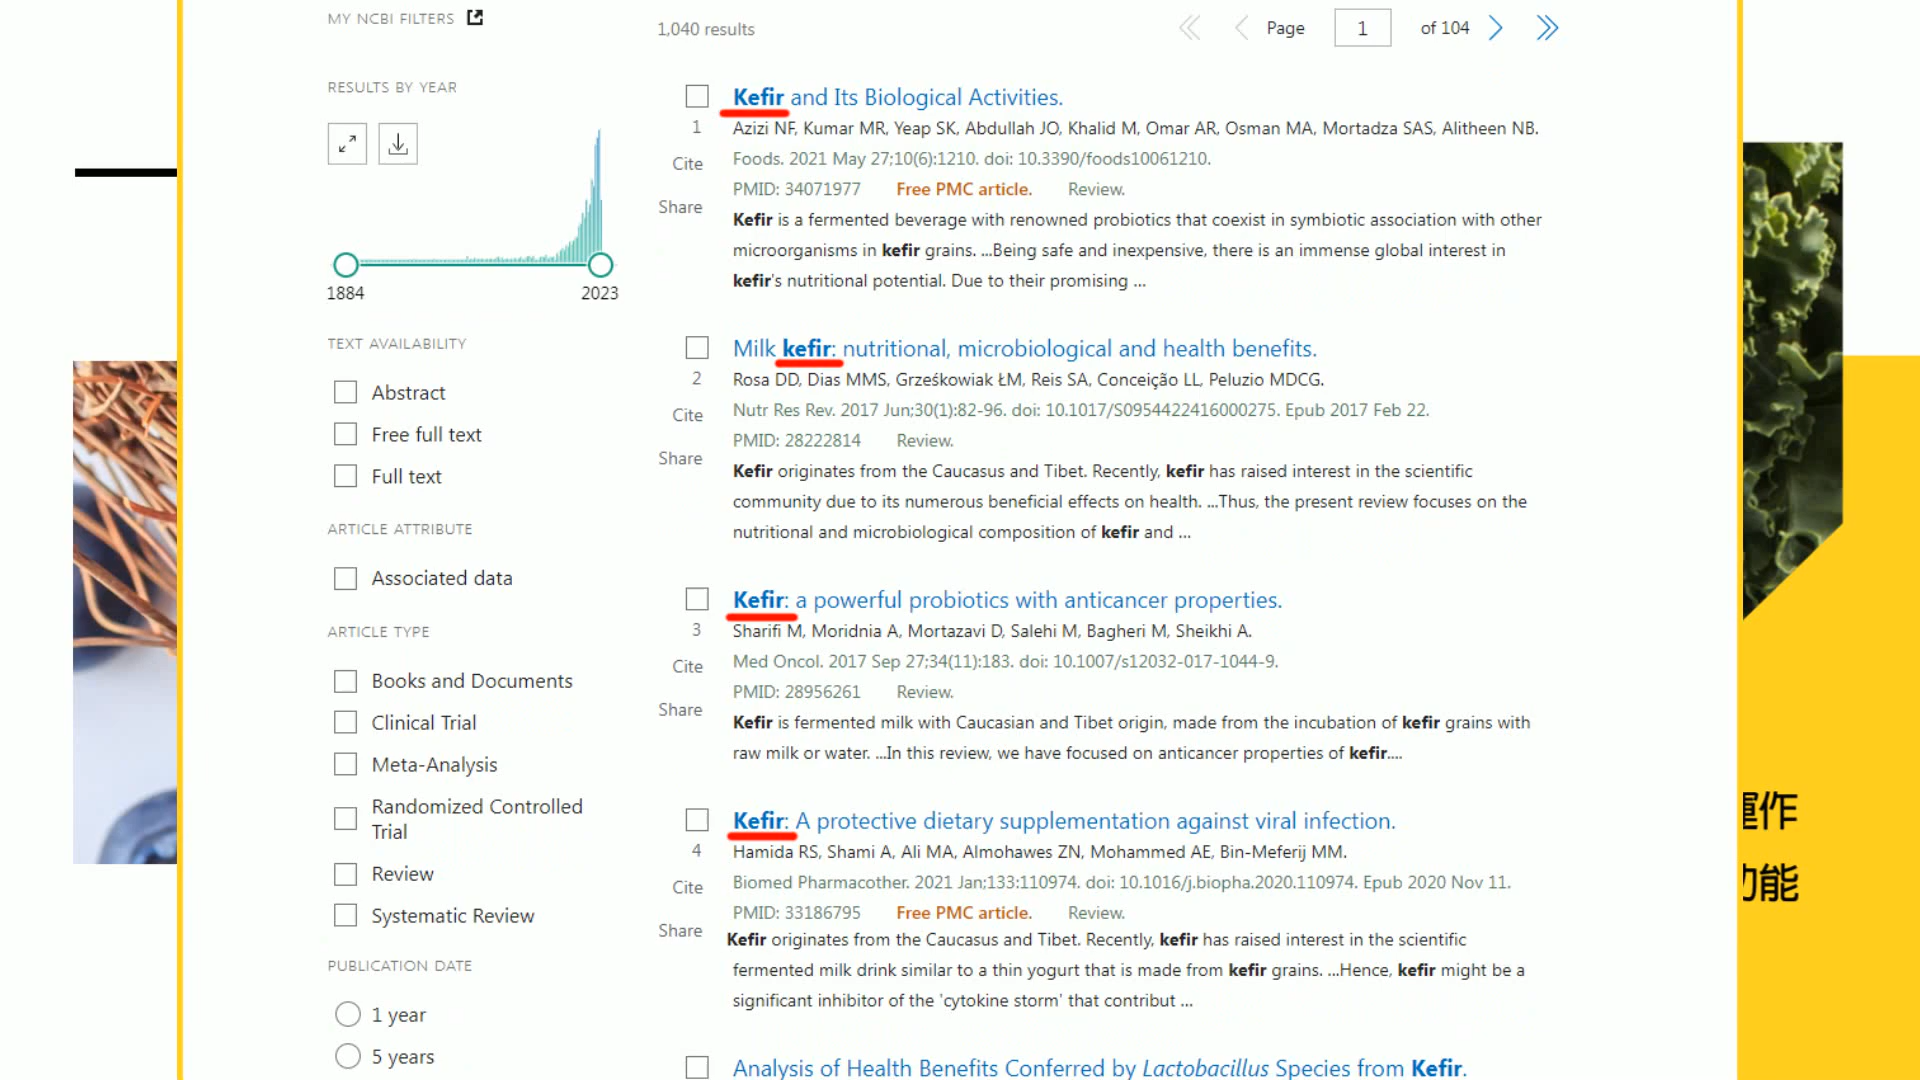 MY NCBI FILTERS
1,040 results
Page 1 of 104
RESULTS BY YEAR
1884 2023
TEXT AVAILABILITY
Abstract
Free full text
Full text
ARTICLE ATTRIBUTE
Associated data
ARTICLE TYPE
Books and Documents
Clinical Trial
Meta-Analysis
Randomized Controlled
Trial
Review
Systematic Review
PUBLICATION DATE
1 year
5 years
Kefir and Its Biological Activities.
1
Azizi NF, Kumar MR, Yeap SK, Abdullah JO, Khalid M, Omar AR, Osman MA, Mortadza SAS, Alitheen NB.
Cite
Foods. 2021 May 27;10(6):1210. doi: 10.3390/foods10061210.
PMID: 34071977 Free PMC article. Review.
Share
Kefir is a fermented beverage with renowned probiotics that coexist in symbiotic association with other
microorganisms in kefir grains. ...Being safe and inexpensive, there is an immense global interest in
kefir's nutritional potential. Due to their promising ...
Milk kefir: nutritional, microbiological and health benefits.
2
Rosa DD, Dias MMS, Grześkowiak ŁM, Reis SA, Conceição LL, Peluzio MDCG.
Cite
Nutr Res Rev. 2017 Jun;30(1):82-96. doi: 10.1017/S0954422416000275. Epub 2017 Feb 22.
PMID: 28222814 Review.
Share
Kefir originates from the Caucasus and Tibet. Recently, kefir has raised interest in the scientific
community due to its numerous beneficial effects on health. ...Thus, the present review focuses on the
nutritional and microbiological composition of kefir and ...
Kefir: a powerful probiotics with anticancer properties.
3
Sharifi M, Moridnia A, Mortazavi D, Salehi M, Bagheri M, Sheikhi A.
Cite
Med Oncol. 2017 Sep 27;34(11):183. doi: 10.1007/s12032-017-1044-9.
PMID: 28956261 Review.
Share
Kefir is fermented milk with Caucasian and Tibet origin, made from the incubation of kefir grains with
raw milk or water. ...In this review, we have focused on anticancer properties of kefir....
Kefir: A protective dietary supplementation against viral infection.
4
Hamida RS, Shami A, Ali MA, Almohawes ZN, Mohammed AE, Bin-Meferij MM.
Cite
Biomed Pharmacother. 2021 Jan;133:110974. doi: 10.1016/j.biopha.2020.110974. Epub 2020 Nov 11.
PMID: 33186795 Free PMC article. Review.
Share
Kefir originates from the Caucasus and Tibet. Recently, kefir has raised interest in the scientific
fermented milk drink similar to a thin yogurt that is made from kefir grains. ...Hence, kefir might be a
significant inhibitor of the 'cytokine storm' that contribut ...
Analysis of Health Benefits Conferred by Lactobacillus Species from Kefir.
運作
功能